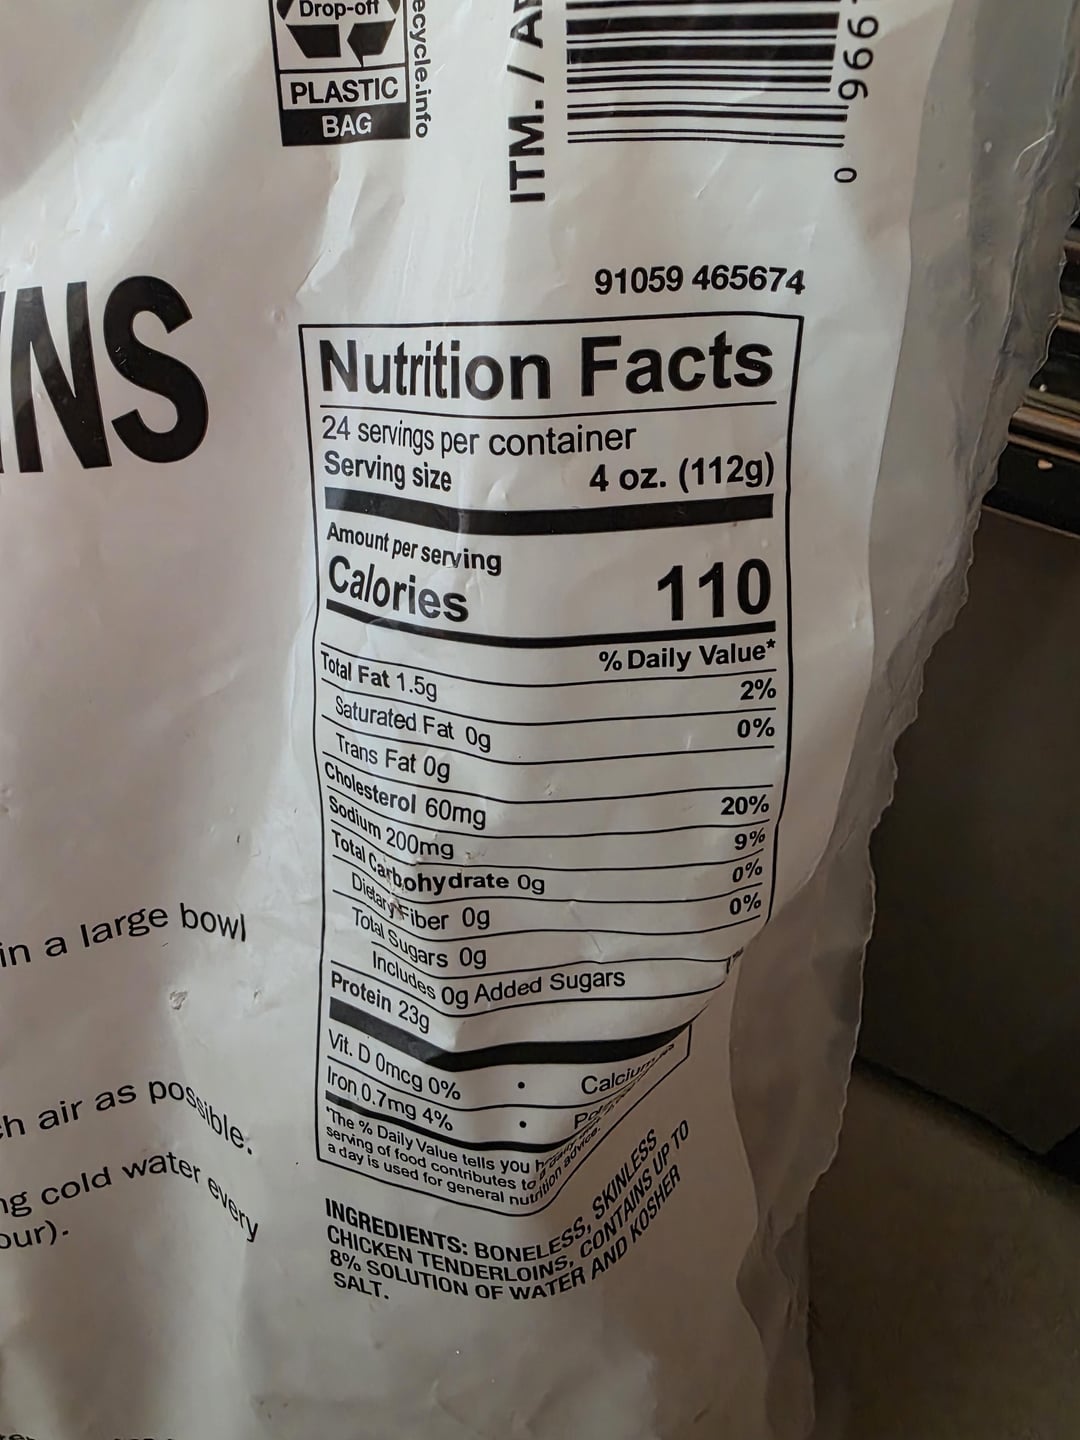 Drop-off
PLASTIC
BAG
ecycle.info
ITM. /
966
0
91059 465674
NS
Nutrition Facts
24 servings per container
Serving size 4 oz. (112g)
Amount per serving
Calories 110
% Daily Value*
Total Fat 1.5g 2%
Saturated Fat 0g 0%
Trans Fat 0g
Cholesterol 60mg 20%
Sodium 200mg 9%
Total Carbohydrate 0g 0%
Dietary Fiber 0g 0%
Total Sugars 0g
Includes 0g Added Sugars
Protein 23g
Vit. D 0mcg 0% • Calcium
Iron 0.7mg 4% •
*The % Daily Value tells you
serving of food contributes to a
a day is used for general nutrition advice.
INGREDIENTS: BONELESS, SKINLESS
CHICKEN TENDERLOINS, CONTAINS UP TO
8% SOLUTION OF WATER AND KOSHER
SALT.
in a large bowl
h air as possible.
ng cold water every
our).